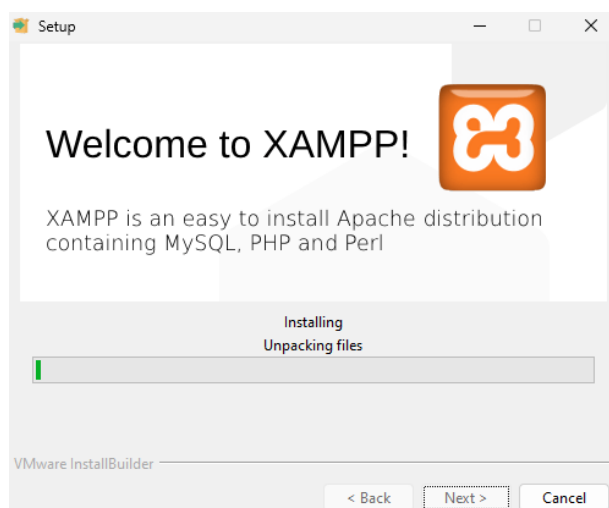 Setup
Welcome to XAMPP!
XAMPP is an easy to install Apache distribution
containing MySQL, PHP and Perl
Installing
Unpacking files
VMware InstallBuilder
< Back Next > Cancel